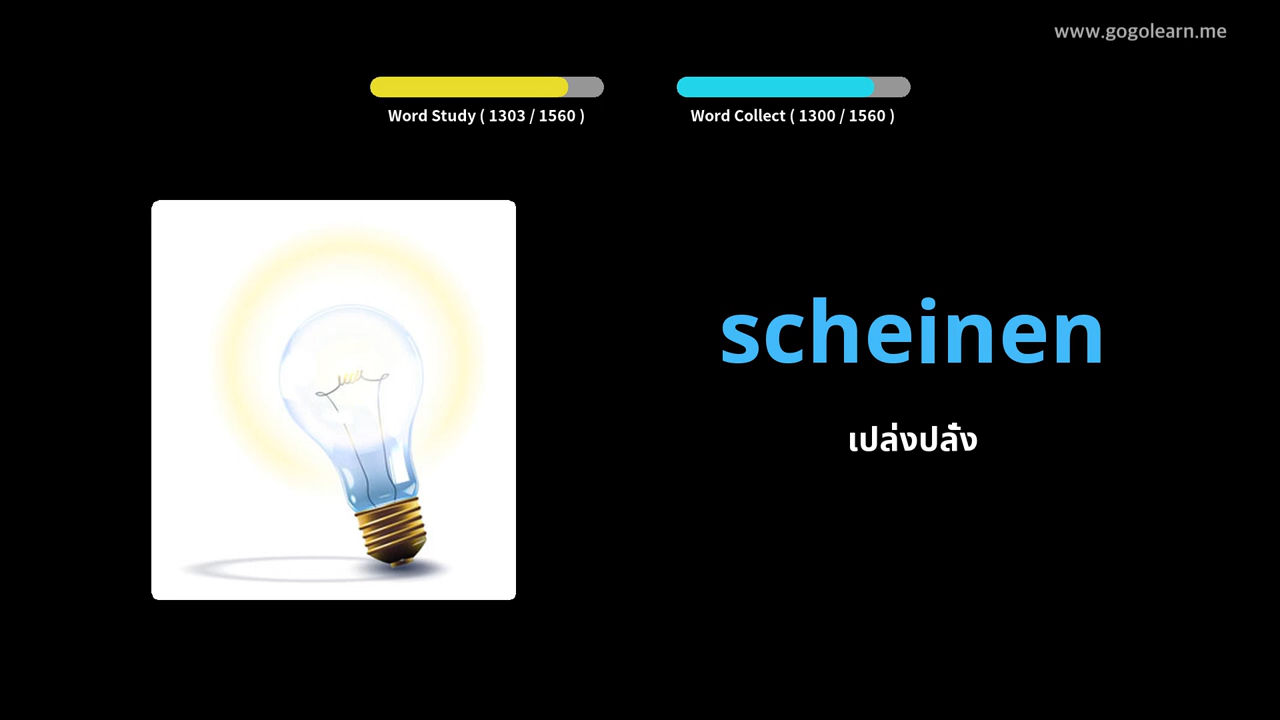 www.gogolearn.me
Word Study ( 1303 / 1560 )
Word Collect ( 1300 / 1560 )
scheinen
เปล่งปลั่ง